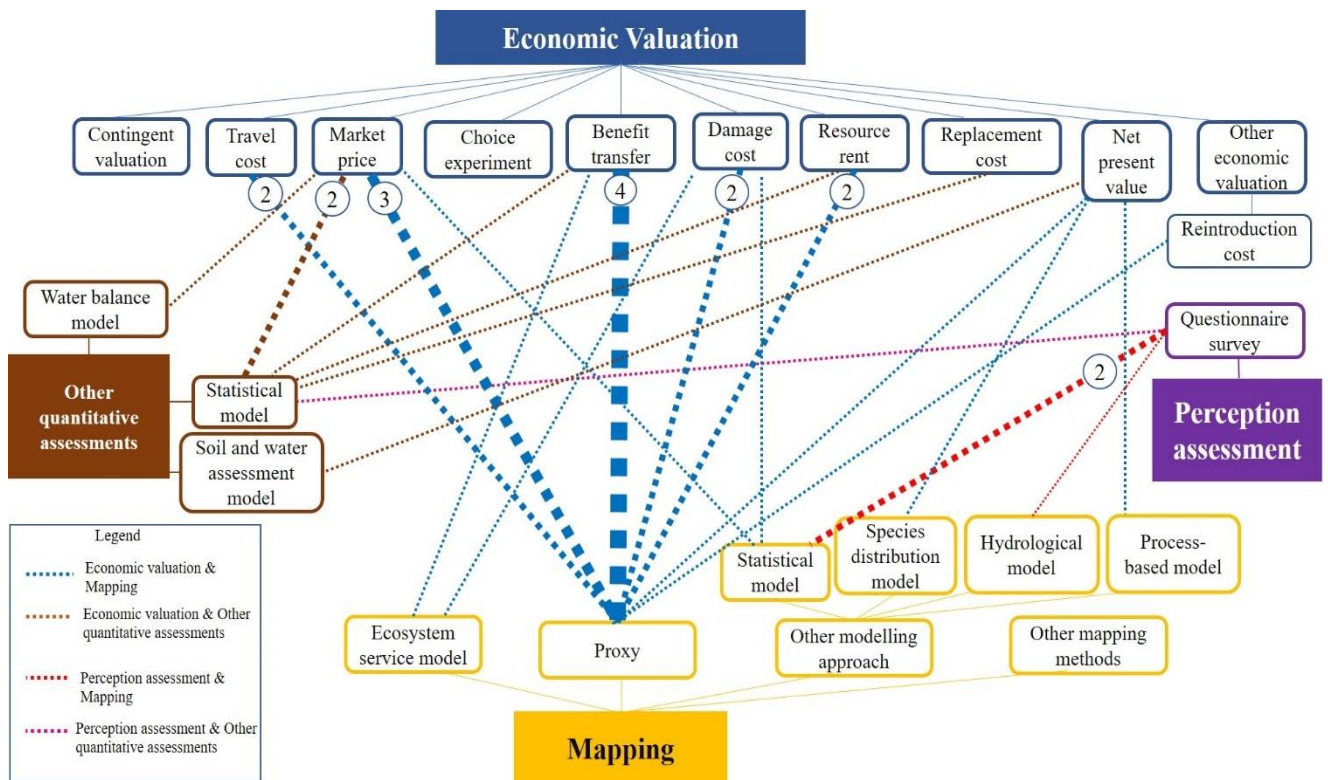 Economic Valuation
Contingent
valuation
Travel
cost
Market
price
Choice
experiment
Benefit
transfer
Damage
cost
Resource
rent
Replacement
cost
Net
present
value
Other
economic
valuation
2
2
3
4
2
2
Reintroduction
cost
Water balance
model
Questionnaire
survey
Other
quantitative
assessments
Statistical
model
2
Perception
assessment
Soil and water
assessment
model
Legend
Economic valuation &
Mapping
Economic valuation & Other
quantitative assessments
Perception assessment &
Mapping
Perception assessment & Other
quantitative assessments
Statistical
model
Species
distribution
model
Hydrological
model
Process-
based model
Ecosystem
service model
Proxy
Other modelling
approach
Other mapping
methods
Mapping